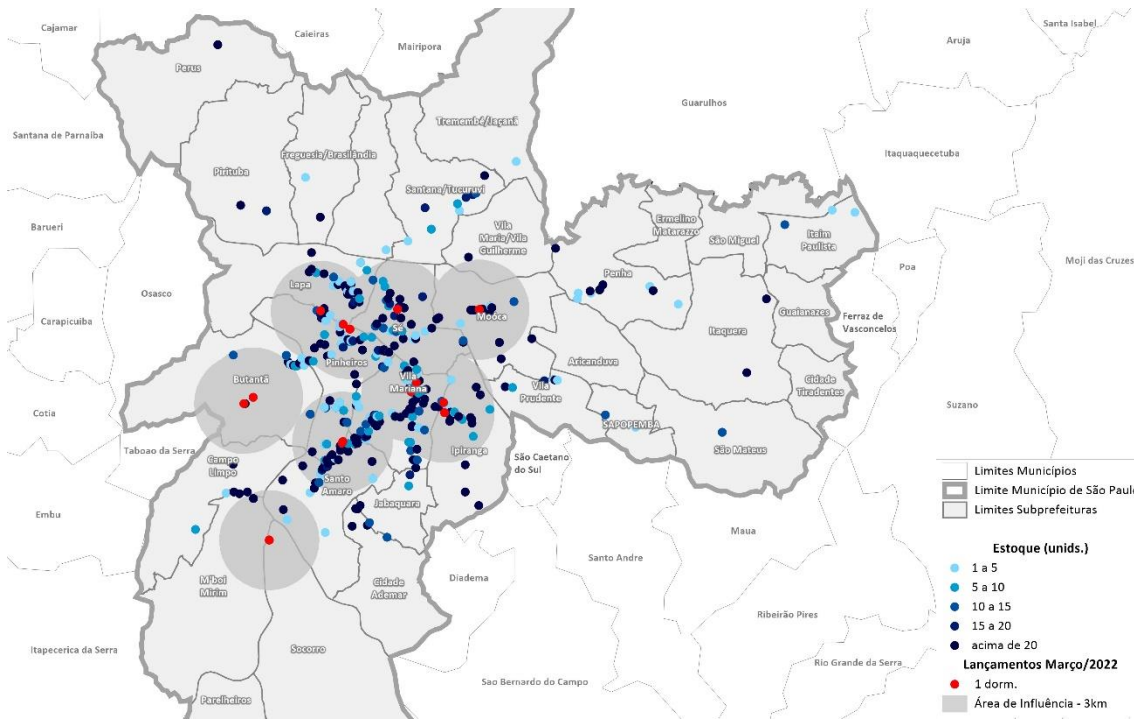 Cajamar
Caieiras
Mairipora
Santa Isabel
Aruja
Perus
Guarulhos
Santana de Parnaiba
Tremembé/Jaçanã
Itaquaquecetuba
Freguesia/Brasilândia
Pirituba
Santana/Tucuruvi
Barueri
Vila
Maria/Vila
Guilherme
Ermelino
Matarazzo
São Miguel
Itaim
Paulista
Poa
Moji das Cruzes
Osasco
Lapa
Penha
Carapicuiba
Sé
Mooca
Itaquera
Guaianazes
Ferraz de
Vasconcelos
Pinheiros
Aricanduva
Butantã
Vila
Mariana
Vila
Prudente
Cidade
Tiradentes
Suzano
Cotia
SAPOPEMBA
Taboao da Serra
Ipiranga
São Mateus
Campo
Limpo
São Caetano
do Sul
Santo
Amaro
Jabaquara
Embu
Maua
Santo Andre
M'boi
Mirim
Cidade
Ademar
Diadema
Ribeirão Pires
Itapecerica da Serra
Socorro
Rio Grande da Serra
Sao Bernardo do Campo
Parelheiros
Limites Municípios
Limite Município de São Paulo
Limites Subprefeituras
Estoque (unids.)
1 a 5
5 a 10
10 a 15
15 a 20
acima de 20
Lançamentos Março/2022
1 dorm.
Área de Influência - 3km